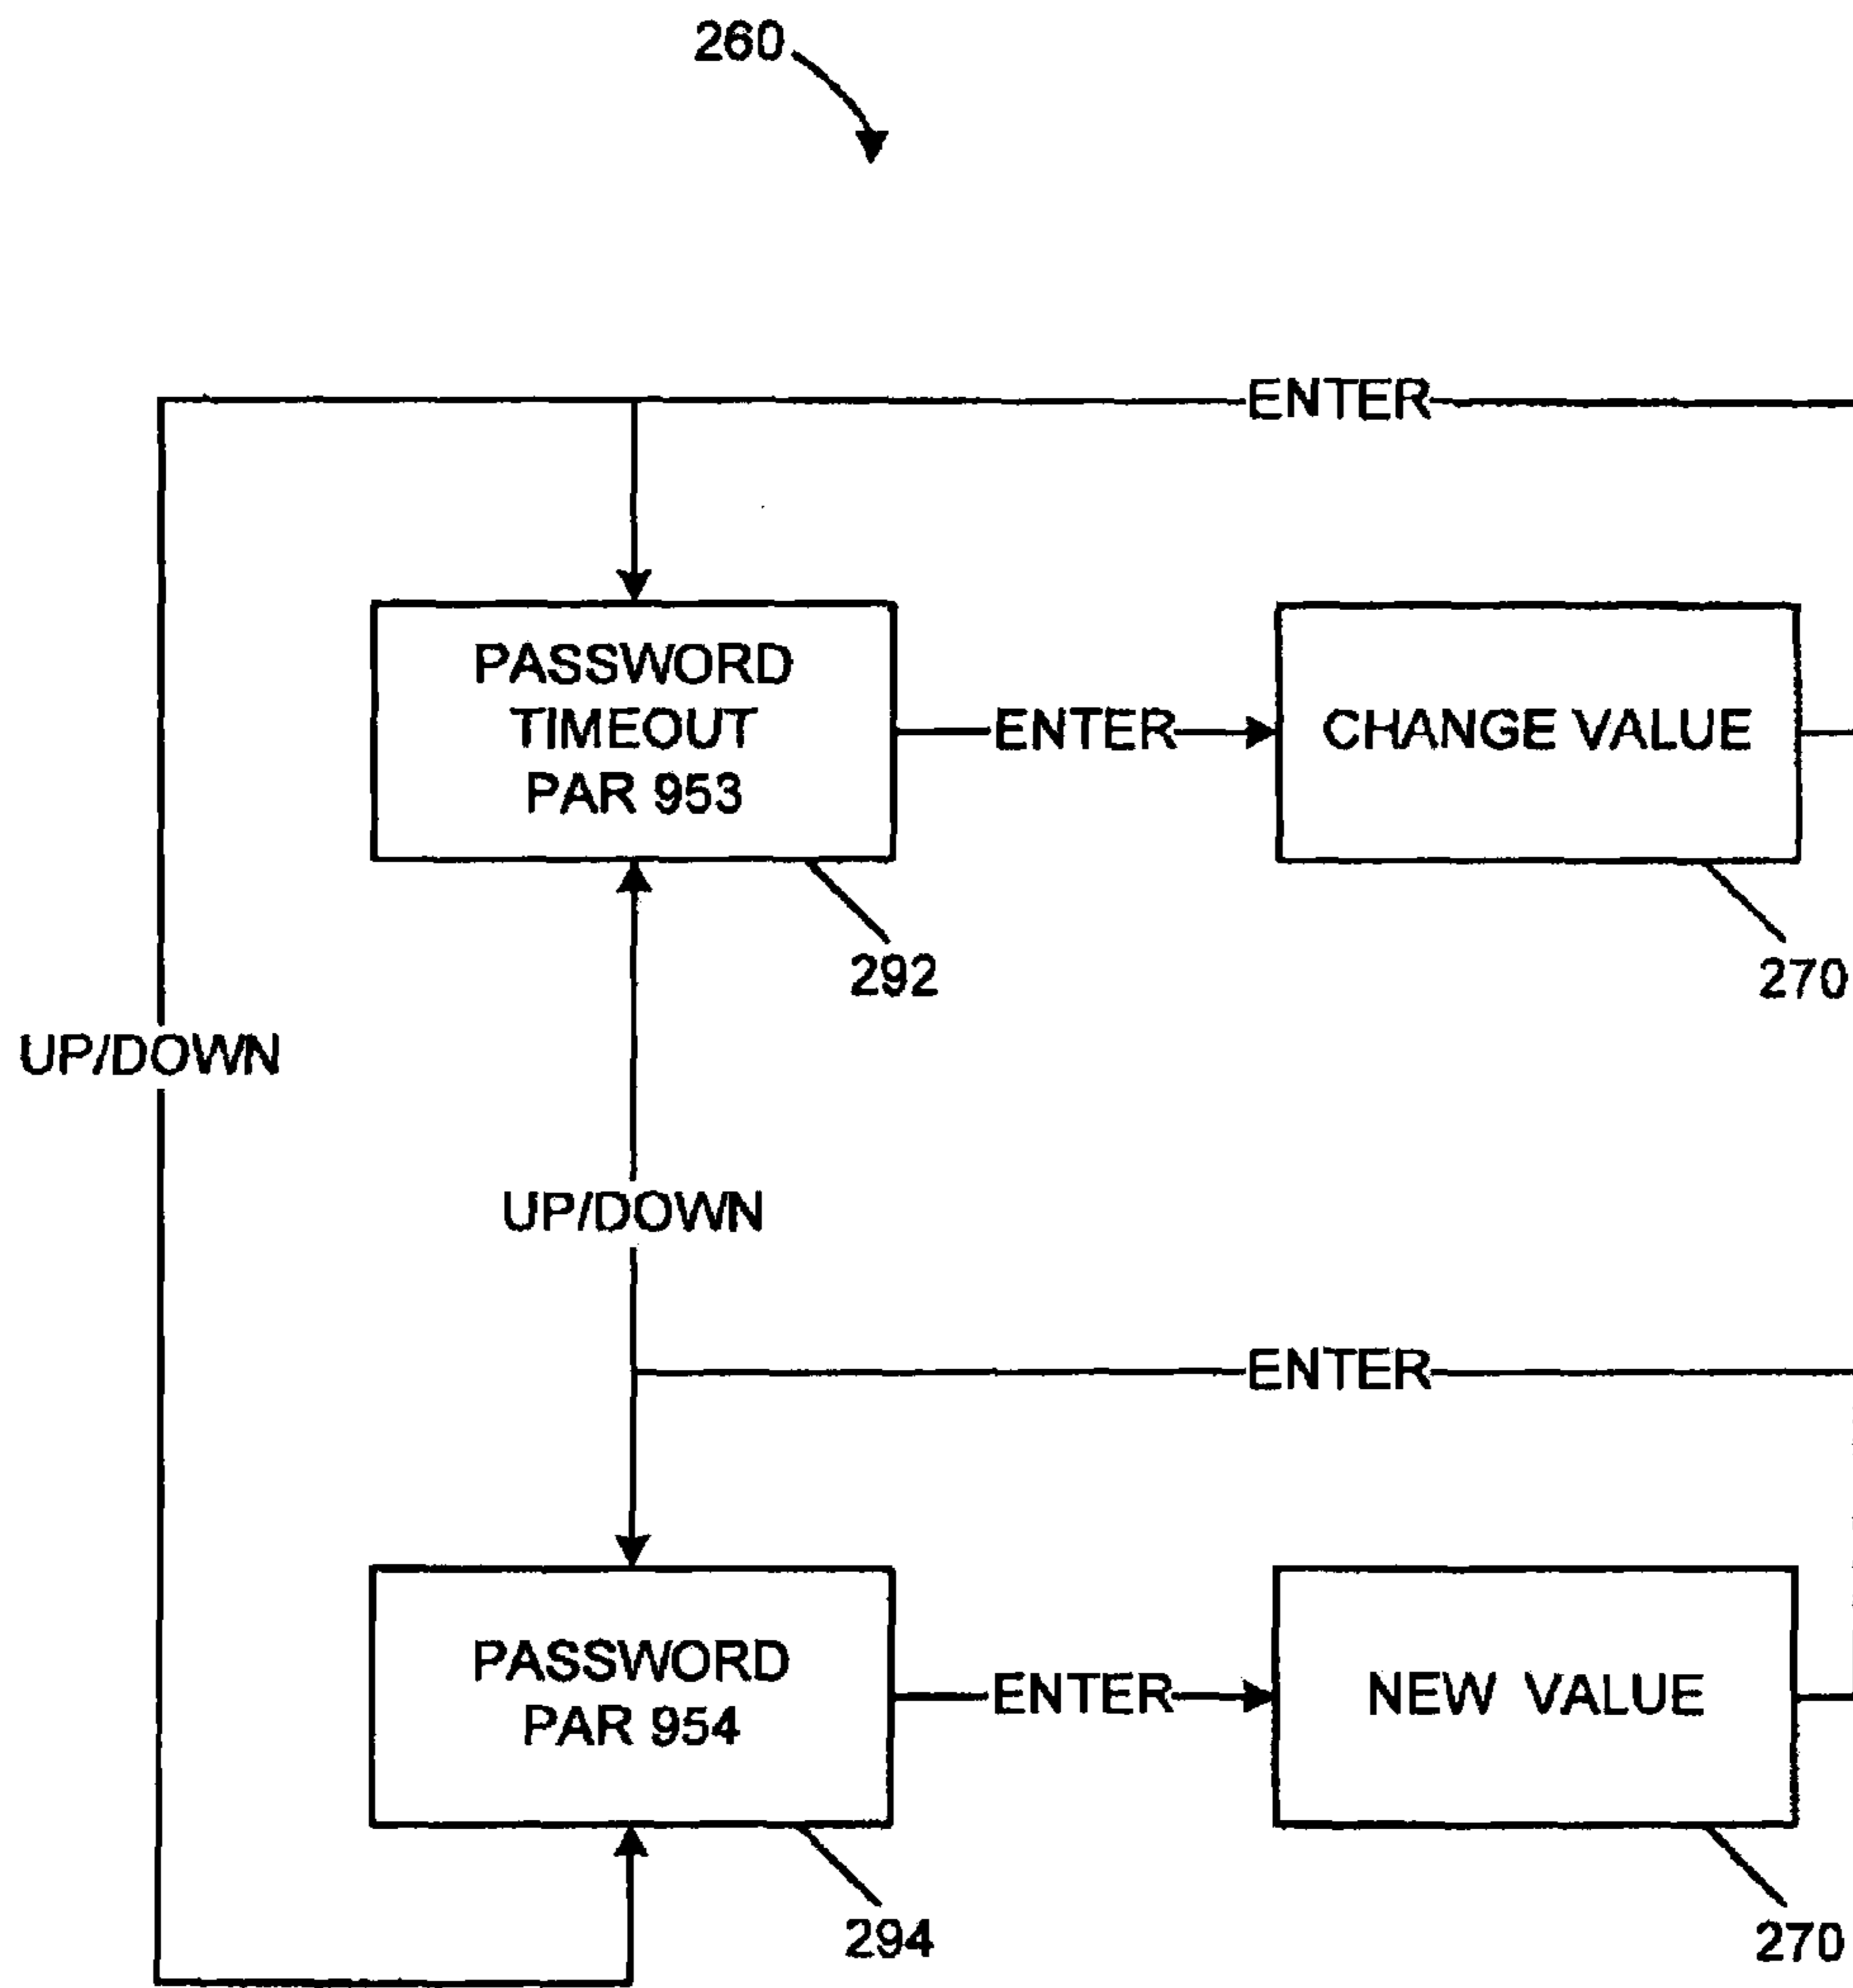 260
ENTER
PASSWORD
TIMEOUT
PAR 953
ENTER
CHANGE VALUE
292
270
UP/DOWN
UP/DOWN
ENTER
PASSWORD
PAR 954
ENTER
NEW VALUE
294
270